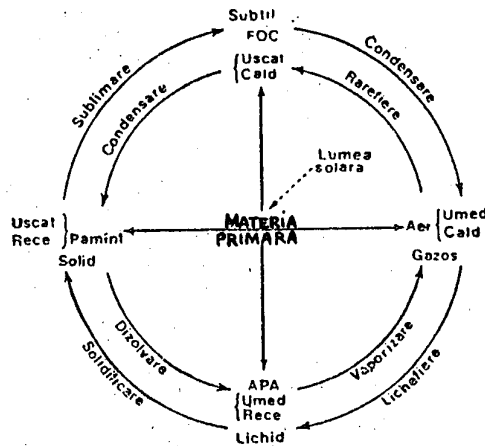 Subtil
FOC
Uscat
Cald
Sublimare
Condensare
Condensare
Rarefiere
Lumea
solara
MATERIA
PRIMARA
Uscat
Rece
Pamint
Solid
Aer
Umed
Cald
Gazos
Dizolvare
Solidificare
Vaporizare
Lichefiere
APA
Umed
Rece
Lichid